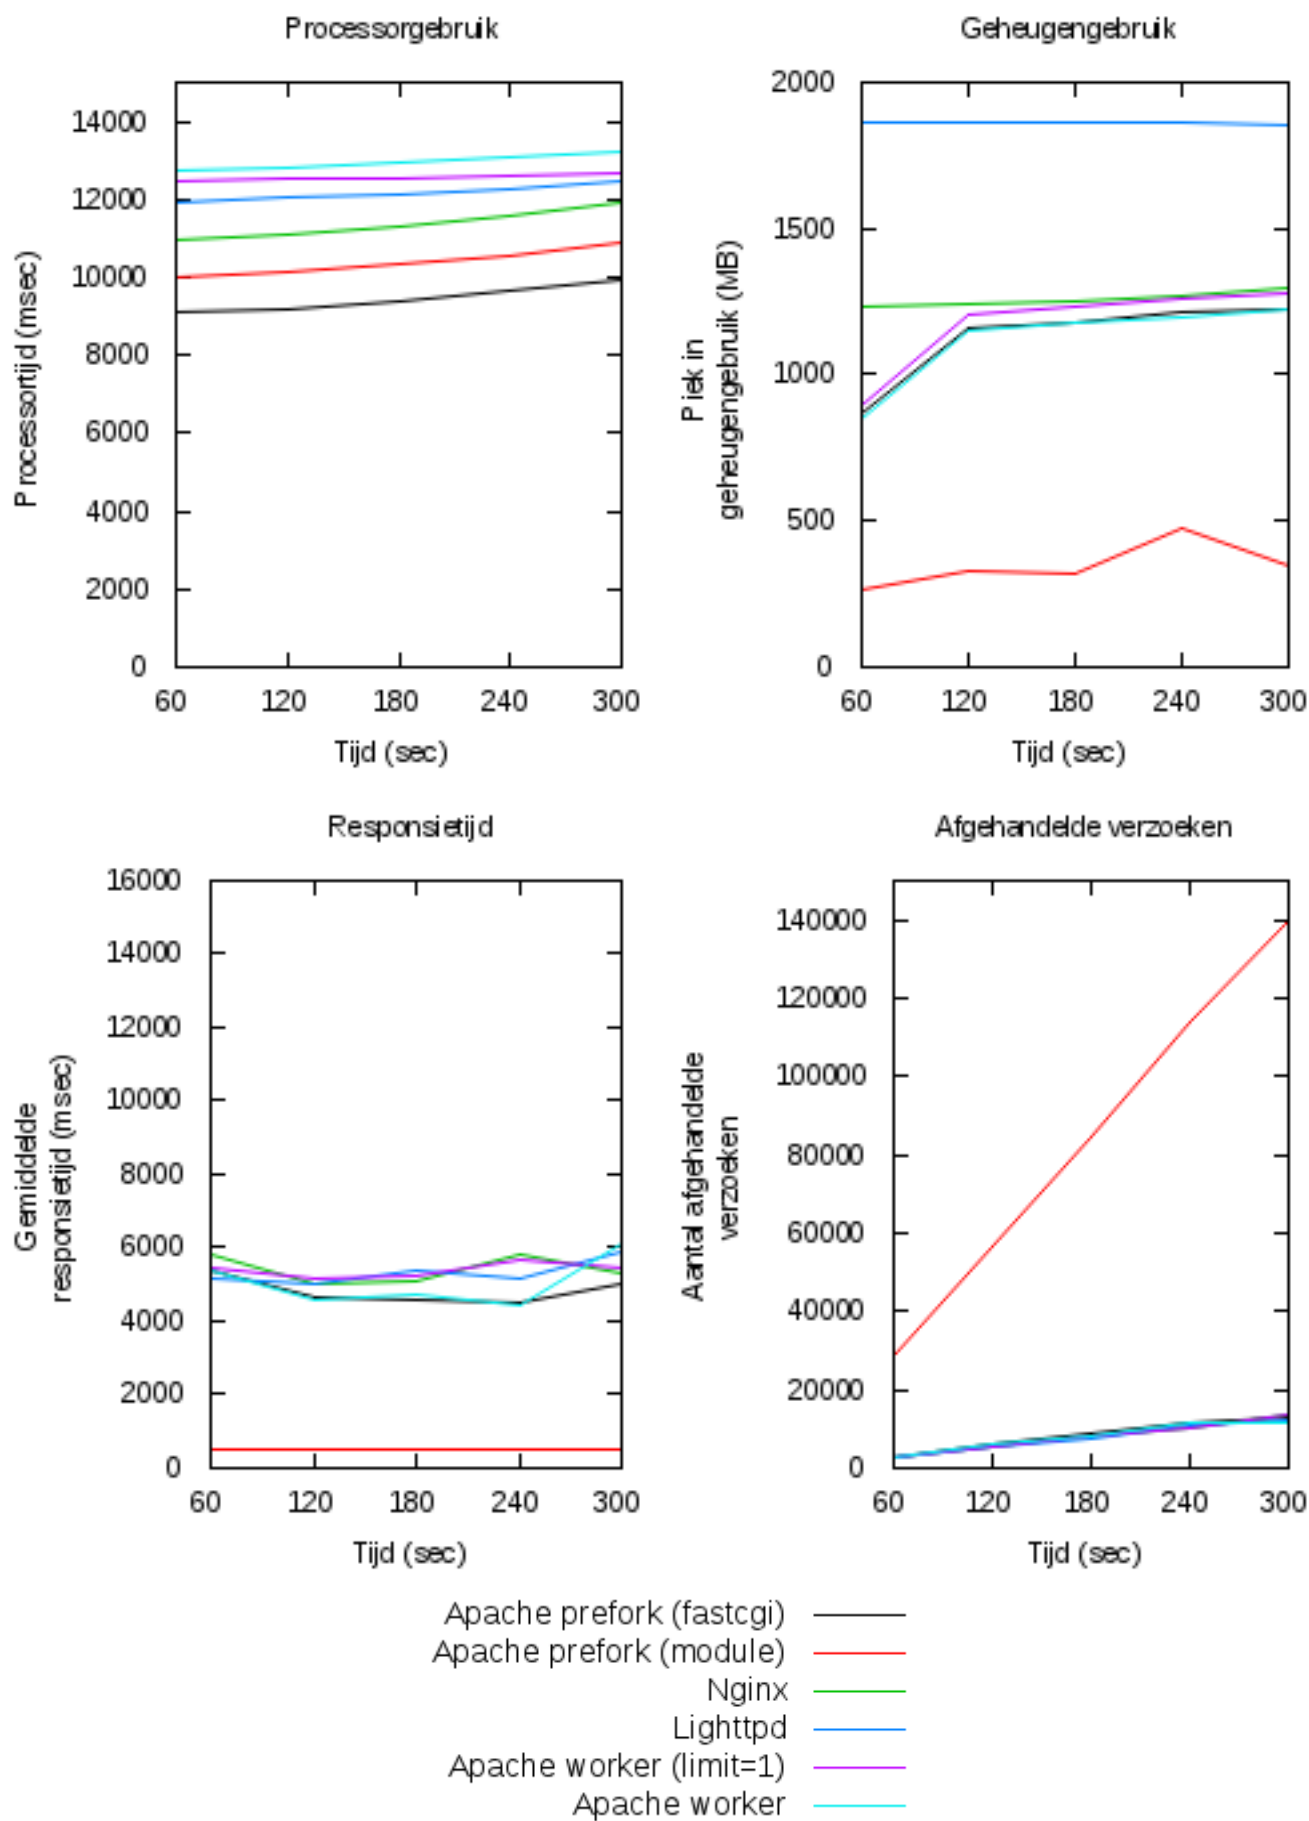 Processorgebruik
Processortijd (msec)
14000
12000
10000
8000
6000
4000
2000
0
60 120 180 240 300
Tijd (sec)
Geheugengebruik
Piek in
geheugengebruik (MB)
2000
1500
1000
500
0
60 120 180 240 300
Tijd (sec)
Responsietijd
Gemiddelde
responsietijd (msec)
16000
14000
12000
10000
8000
6000
4000
2000
0
60 120 180 240 300
Tijd (sec)
Afgehandelde verzoeken
Aantal afgehandelde
verzoeken
140000
120000
100000
80000
60000
40000
20000
0
60 120 180 240 300
Tijd (sec)
Apache prefork (fastcgi)
Apache prefork (module)
Nginx
Lighttpd
Apache worker (limit=1)
Apache worker